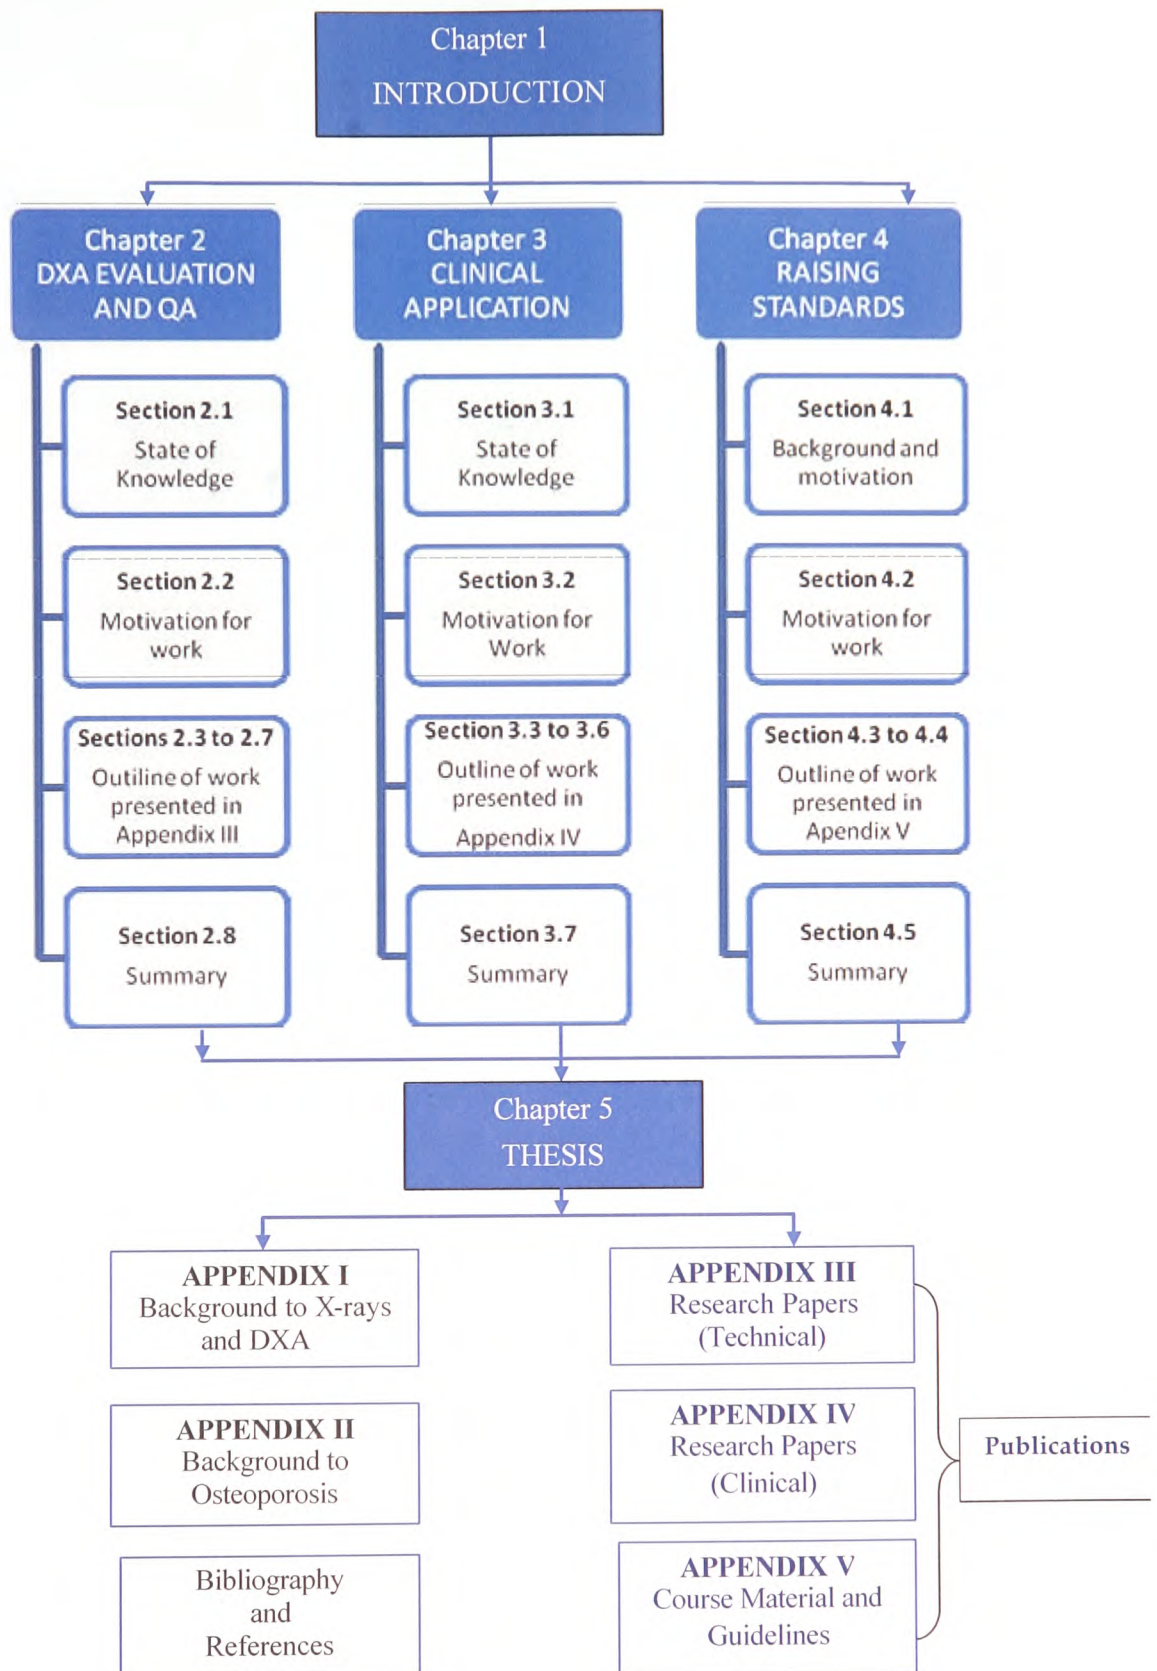 Chapter 1
INTRODUCTION
Chapter 2
DXA EVALUATION
AND QA
Section 2.1
State of
Knowledge
Section 2.2
Motivation for
work
Sections 2.3 to 2.7
Outiline of work
presented in
Appendix III
Section 2.8
Summary
Chapter 3
CLINICAL
APPLICATION
Section 3.1
State of
Knowledge
Section 3.2
Motivation for
Work
Section 3.3 to 3.6
Outline of work
presented in
Appendix IV
Section 3.7
Summary
Chapter 4
RAISING
STANDARDS
Section 4.1
Background and
motivation
Section 4.2
Motivation for
work
Section 4.3 to 4.4
Outline of work
presented in
Apendix V
Section 4.5
Summary
Chapter 5
THESIS
APPENDIX I
Background to X-rays
and DXA
APPENDIX II
Background to
Osteoporosis
Bibliography
and
References
APPENDIX III
Research Papers
(Technical)
APPENDIX IV
Research Papers
(Clinical)
APPENDIX V
Course Material and
Guidelines
Publications